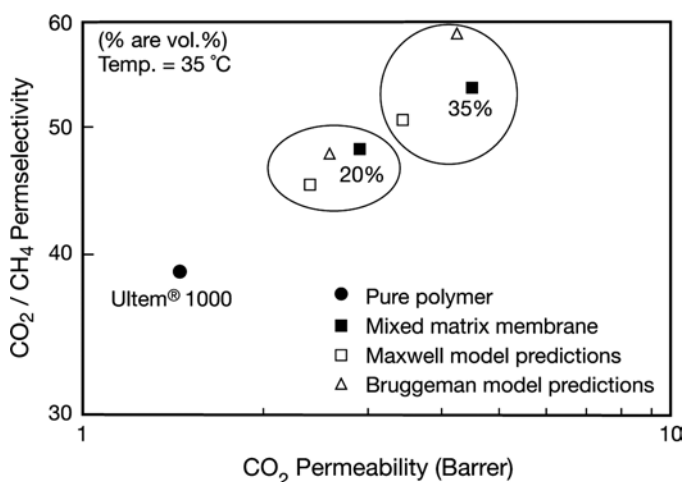 60
50
40
30
CO2 / CH4 Permselectivity
(% are vol.%)
Temp. = 35 °C
35%
20%
Ultem® 1000
Pure polymer
Mixed matrix membrane
Maxwell model predictions
Bruggeman model predictions
1
10
CO2 Permeability (Barrer)